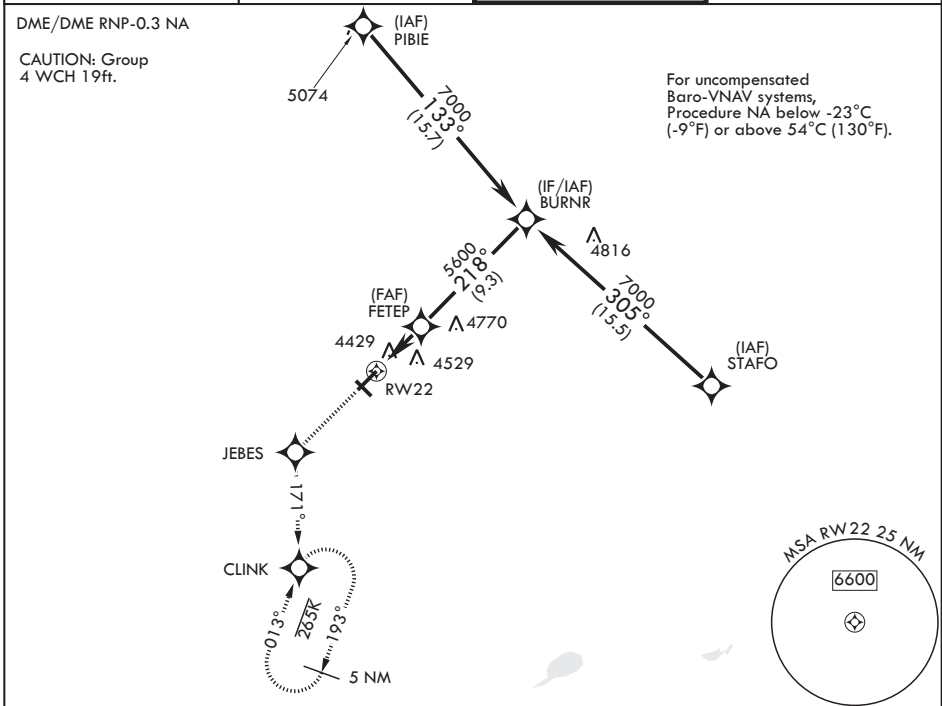 DME/DME RNP-0.3 NA
CAUTION: Group
4 WCH 19ft.
(IAF)
PIBIE
5074
7000
133°
(15.7)
For uncompensated
Baro-VNAV systems,
Procedure NA below -23°C
(-9°F) or above 54°C (130°F).
(IF/IAF)
BURNR
4816
5600
218°
(9.3)
7000
305°
(15.5)
(FAF)
FETEP
4770
4429
4529
RW22
(IAF)
STAFO
JEBES
171°
CLINK
013°
265K
193°
5 NM
MSA RW22 25 NM
6600